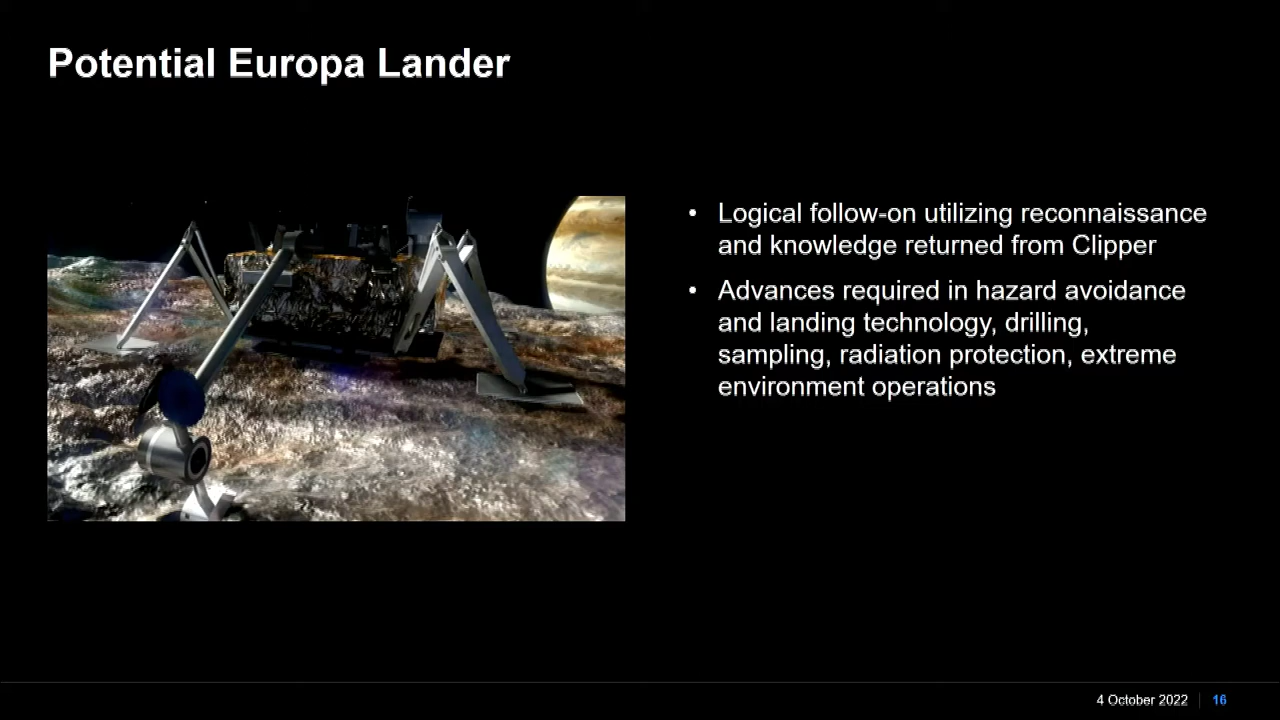 Potential Europa Lander
• Logical follow-on utilizing reconnaissance
and knowledge returned from Clipper
• Advances required in hazard avoidance
and landing technology, drilling,
sampling, radiation protection, extreme
environment operations
4 October 2022 | 16